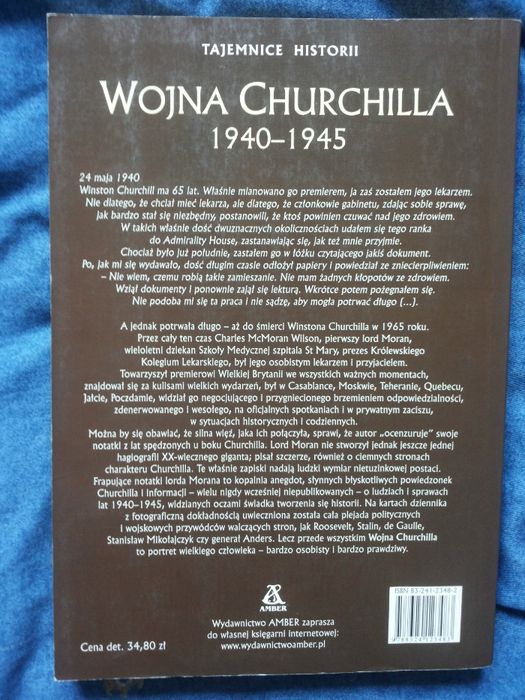 TAJEMNICE HISTORII
WOJNA CHURCHILLA
1940–1945
24 maja 1940
Winston Churchill ma 65 lat. Właśnie mianowano go premierem, ja zaś zostałem jego lekarzem.
Nie dlatego, że chciał mieć lekarza, ale dlatego, że członkowie gabinetu, zdając sobie sprawę,
jak bardzo stał się niezbędny, postanowili, że ktoś powinien czuwać nad jego zdrowiem.
W takich właśnie dość dwuznacznych okolicznościach udałem się tego ranka
do Admirality House, zastanawiając się, jak też mnie przyjmie.
Chociaż było już południe, zastałem go w łóżku czytającego jakiś dokument.
Po, jak mi się wydawało, dość długim czasie odłożył papiery i powiedział ze zniecierpliwieniem:
– Nie wiem, czemu robią takie zamieszanie. Nie mam żadnych kłopotów ze zdrowiem.
Wziął dokumenty i ponownie zajął się lekturą. Wkrótce potem pożegnałem się.
Nie podoba mi się ta praca i nie sądzę, aby mogła potrwać długo (...).
A jednak potrwała długo – aż do śmierci Winstona Churchilla w 1965 roku.
Przez cały ten czas Charles McMoran Wilson, pierwszy lord Moran,
wieloletni dziekan Szkoły Medycznej szpitala St Mary, prezes Królewskiego
Kolegium Lekarskiego, był jego osobistym lekarzem i przyjacielem.
Towarzyszył premierowi Wielkiej Brytanii we wszystkich ważnych momentach,
znajdował się za kulisami wielkich wydarzeń, był w Casablance, Moskwie, Teheranie, Quebecu,
Jałcie, Poczdamie, widział go negocjującego i przygniecionego brzemieniem odpowiedzialności,
zdenerwowanego i wesołego, na oficjalnych spotkaniach i w prywatnym zaciszu,
w sytuacjach historycznych i codziennych.
Można by się obawiać, że silna więź, jaka ich połączyła, sprawi, że autor „ocenzuruje” swoje
notatki z lat spędzonych u boku Churchilla. Lord Moran nie stworzył jednak jeszcze jednej
hagiografii XX-wiecznego giganta; pisał szczerze, również o ciemnych stronach
charakteru Churchilla. Te właśnie zapiski nadają ludzki wymiar nietuzinkowej postaci.
Frapujące notatki lorda Morana to kopalnia anegdot, słynnych błyskotliwych powiedzonek
Churchilla i informacji – wielu nigdy wcześniej niepublikowanych – o ludziach i sprawach
lat 1940–1945, widzianych oczami świadka tworzenia się historii. Na kartach dziennika
z fotograficzną dokładnością uwieczniona została cała plejada politycznych
i wojskowych przywódców walczących stron, jak Roosevelt, Stalin, de Gaulle,
Stanisław Mikołajczyk czy generał Anders. Lecz przede wszystkim Wojna Churchilla
to portret wielkiego człowieka – bardzo osobisty i bardzo prawdziwy.
AMBER
Wydawnictwo AMBER zaprasza
do własnej księgarni internetowej:
www.wydawnictwoamber.pl
Cena det. 34,80 zł
ISBN 83-241-2348-2
9788324123483